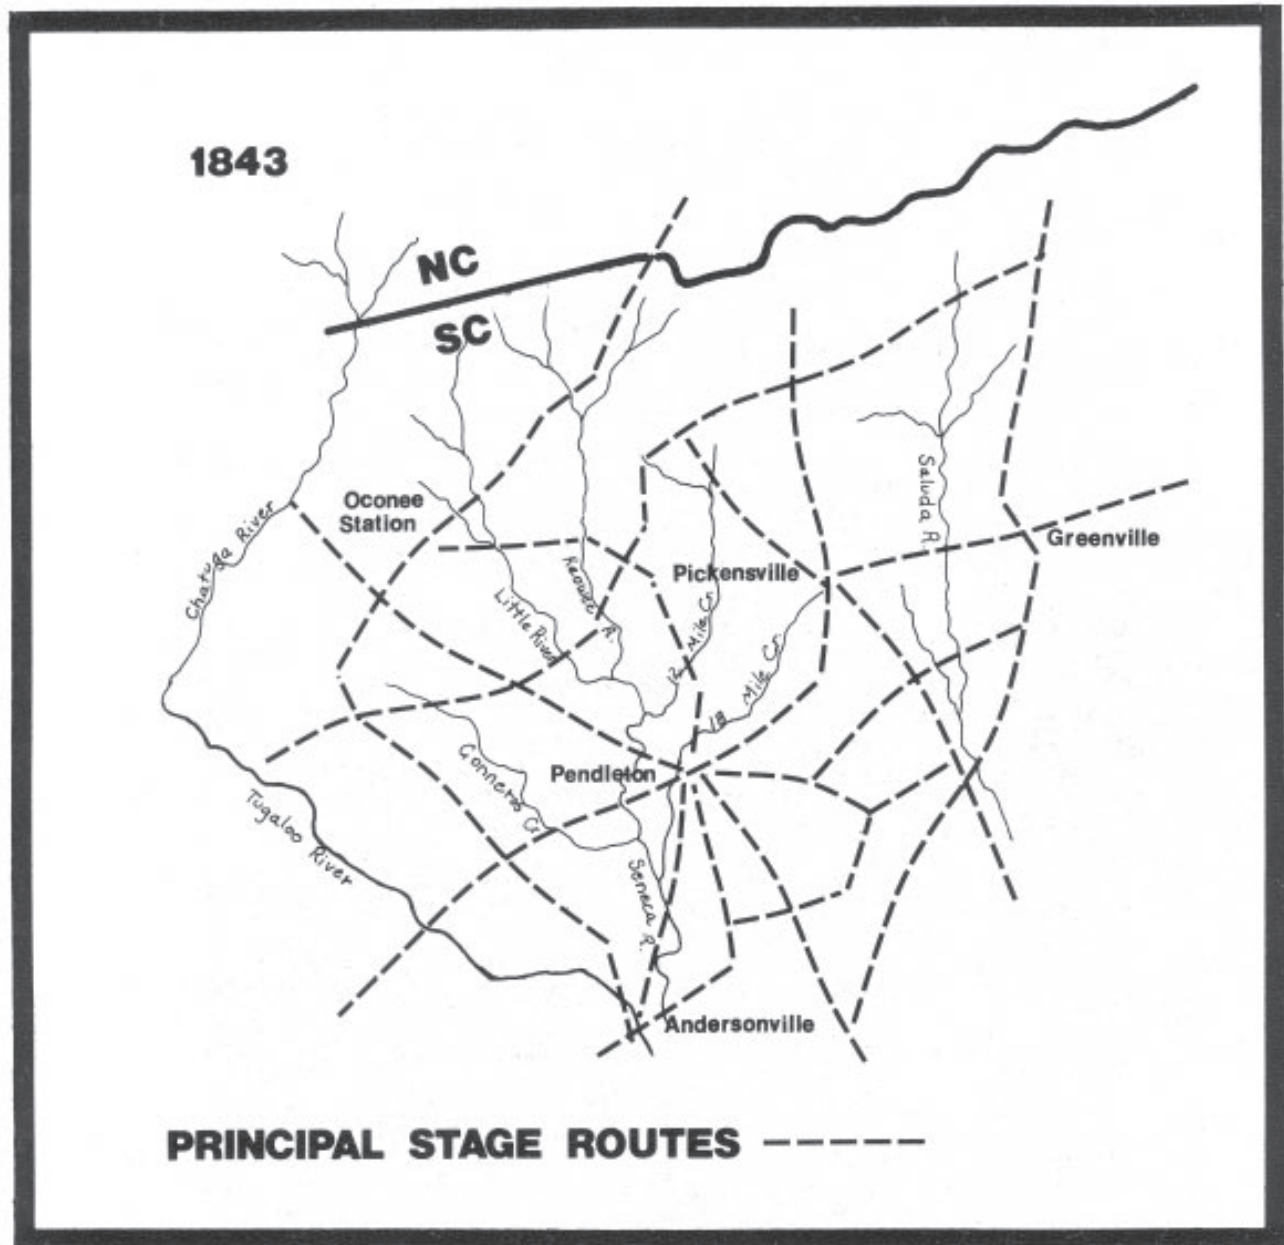 1843
NC
SC
Oconee
Station
Chatuga River
Saluda R.
Greenville
Keowee R.
Pickensville
Little River
12 Mile Cr.
18 Mile Cr.
Conneros Cr.
Pendleton
Tugaloo River
Seneca R.
Andersonville
PRINCIPAL STAGE ROUTES